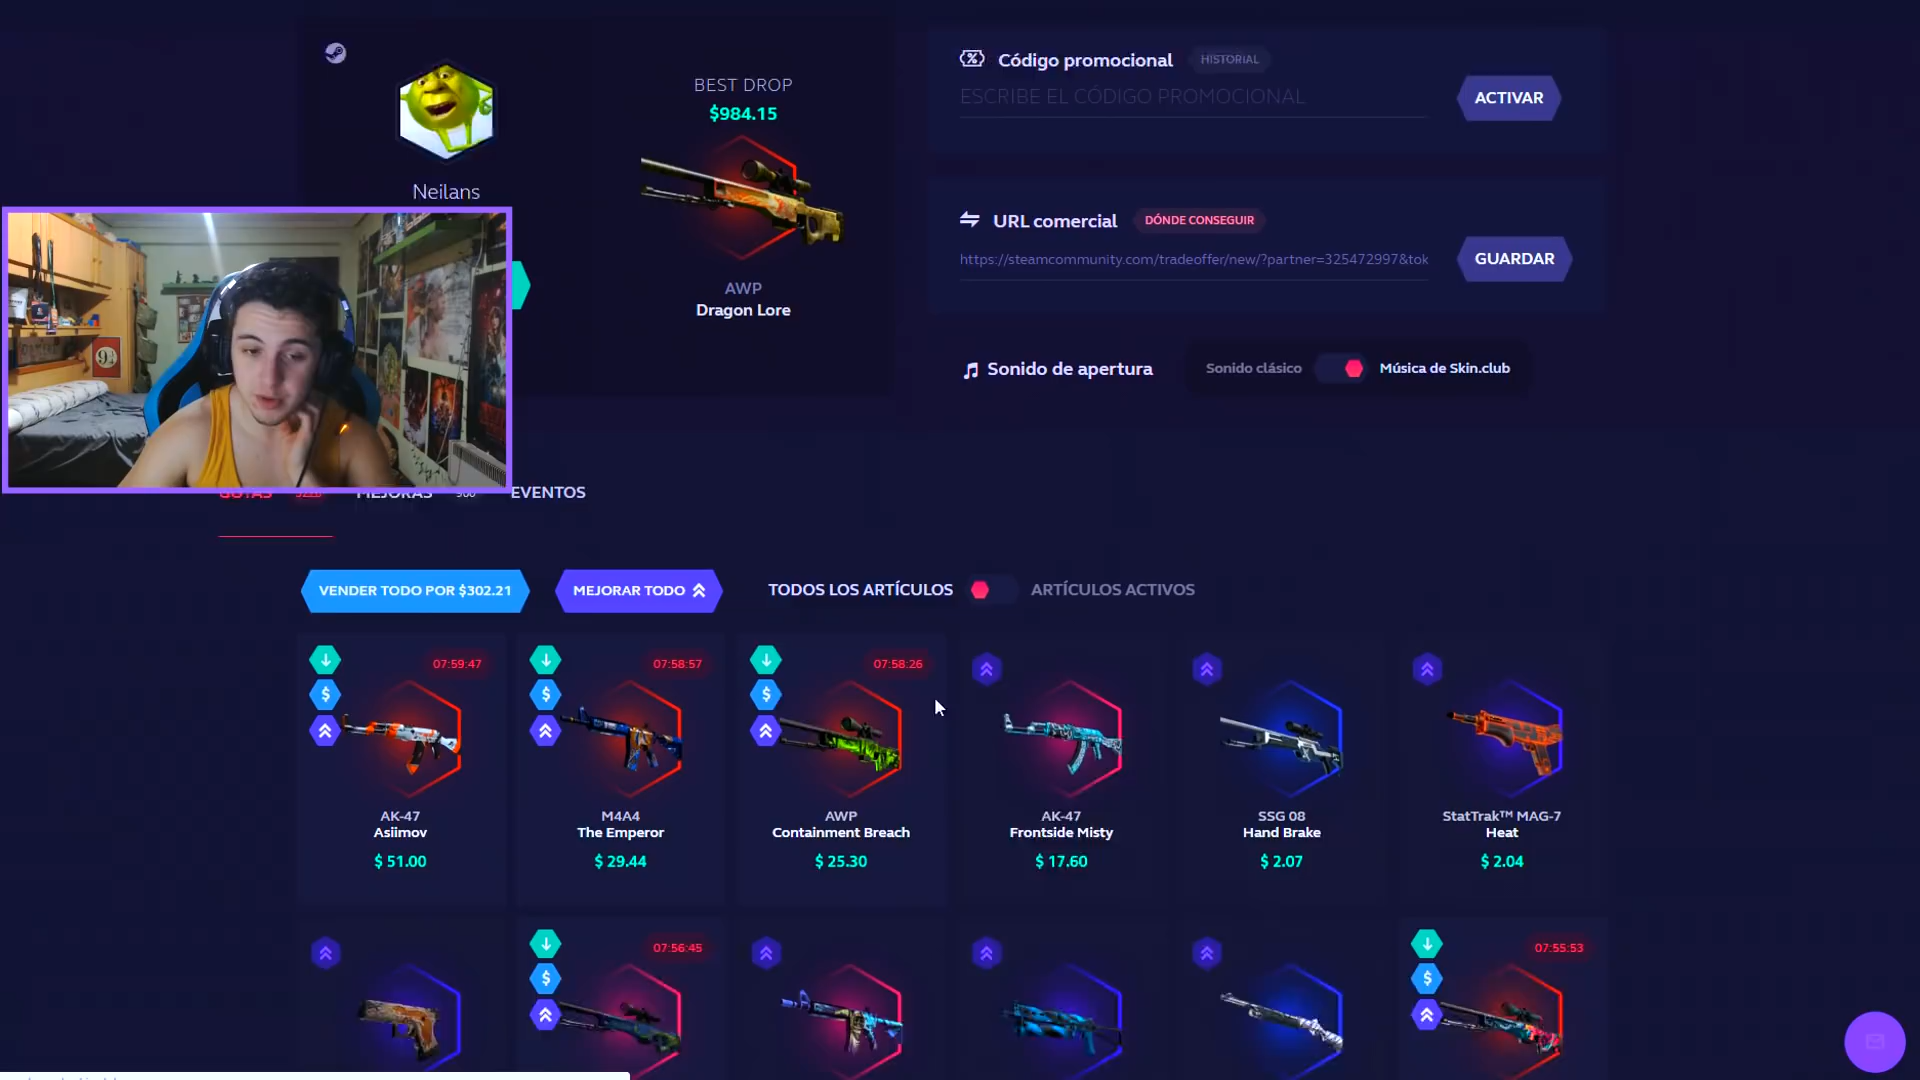 Código promocional HISTORIAL
ESCRIBE EL CÓDIGO PROMOCIONAL
ACTIVAR
BEST DROP
$984.15
Neilans
AWP
Dragon Lore
URL comercial DÓNDE CONSEGUIR
https://steamcommunity.com/tradeoffer/new/?partner=325472997&tok
GUARDAR
Sonido de apertura Sonido clásico Música de Skin.club
GOTAS MEJORAS EVENTOS
VENDER TODO POR $302.21 MEJORAR TODO TODOS LOS ARTÍCULOS ARTÍCULOS ACTIVOS
07:59:47 07:58:57 07:58:26
AK-47
Asiimov
$ 51.00
M4A4
The Emperor
$ 29.44
AWP
Containment Breach
$ 25.30
AK-47
Frontside Misty
$ 17.60
SSG 08
Hand Brake
$ 2.07
StatTrak™ MAG-7
Heat
$ 2.04
07:56:45 07:55:53